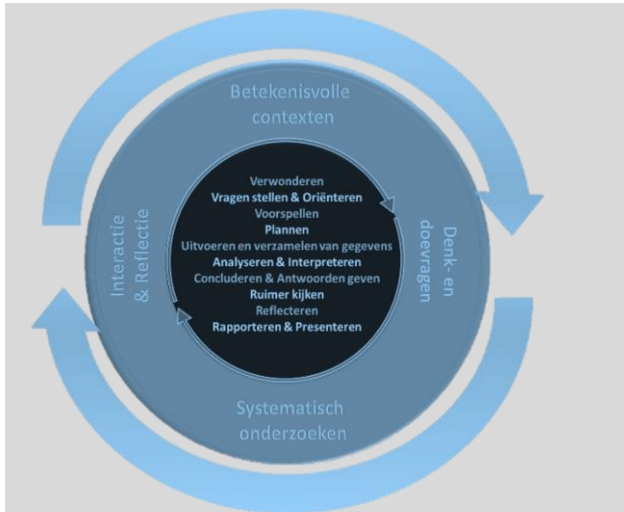 Betekenisvolle
contexten
Interactie
& Reflectie
Verwonderen
Vragen stellen & Oriënteren
Voorspellen
Plannen
Uitvoeren en verzamelen van gegevens
Analyseren & Interpreteren
Concluderen & Antwoorden geven
Ruimer kijken
Reflecteren
Rapporteren & Presenteren
Denk- en
doevragen
Systematisch
onderzoeken